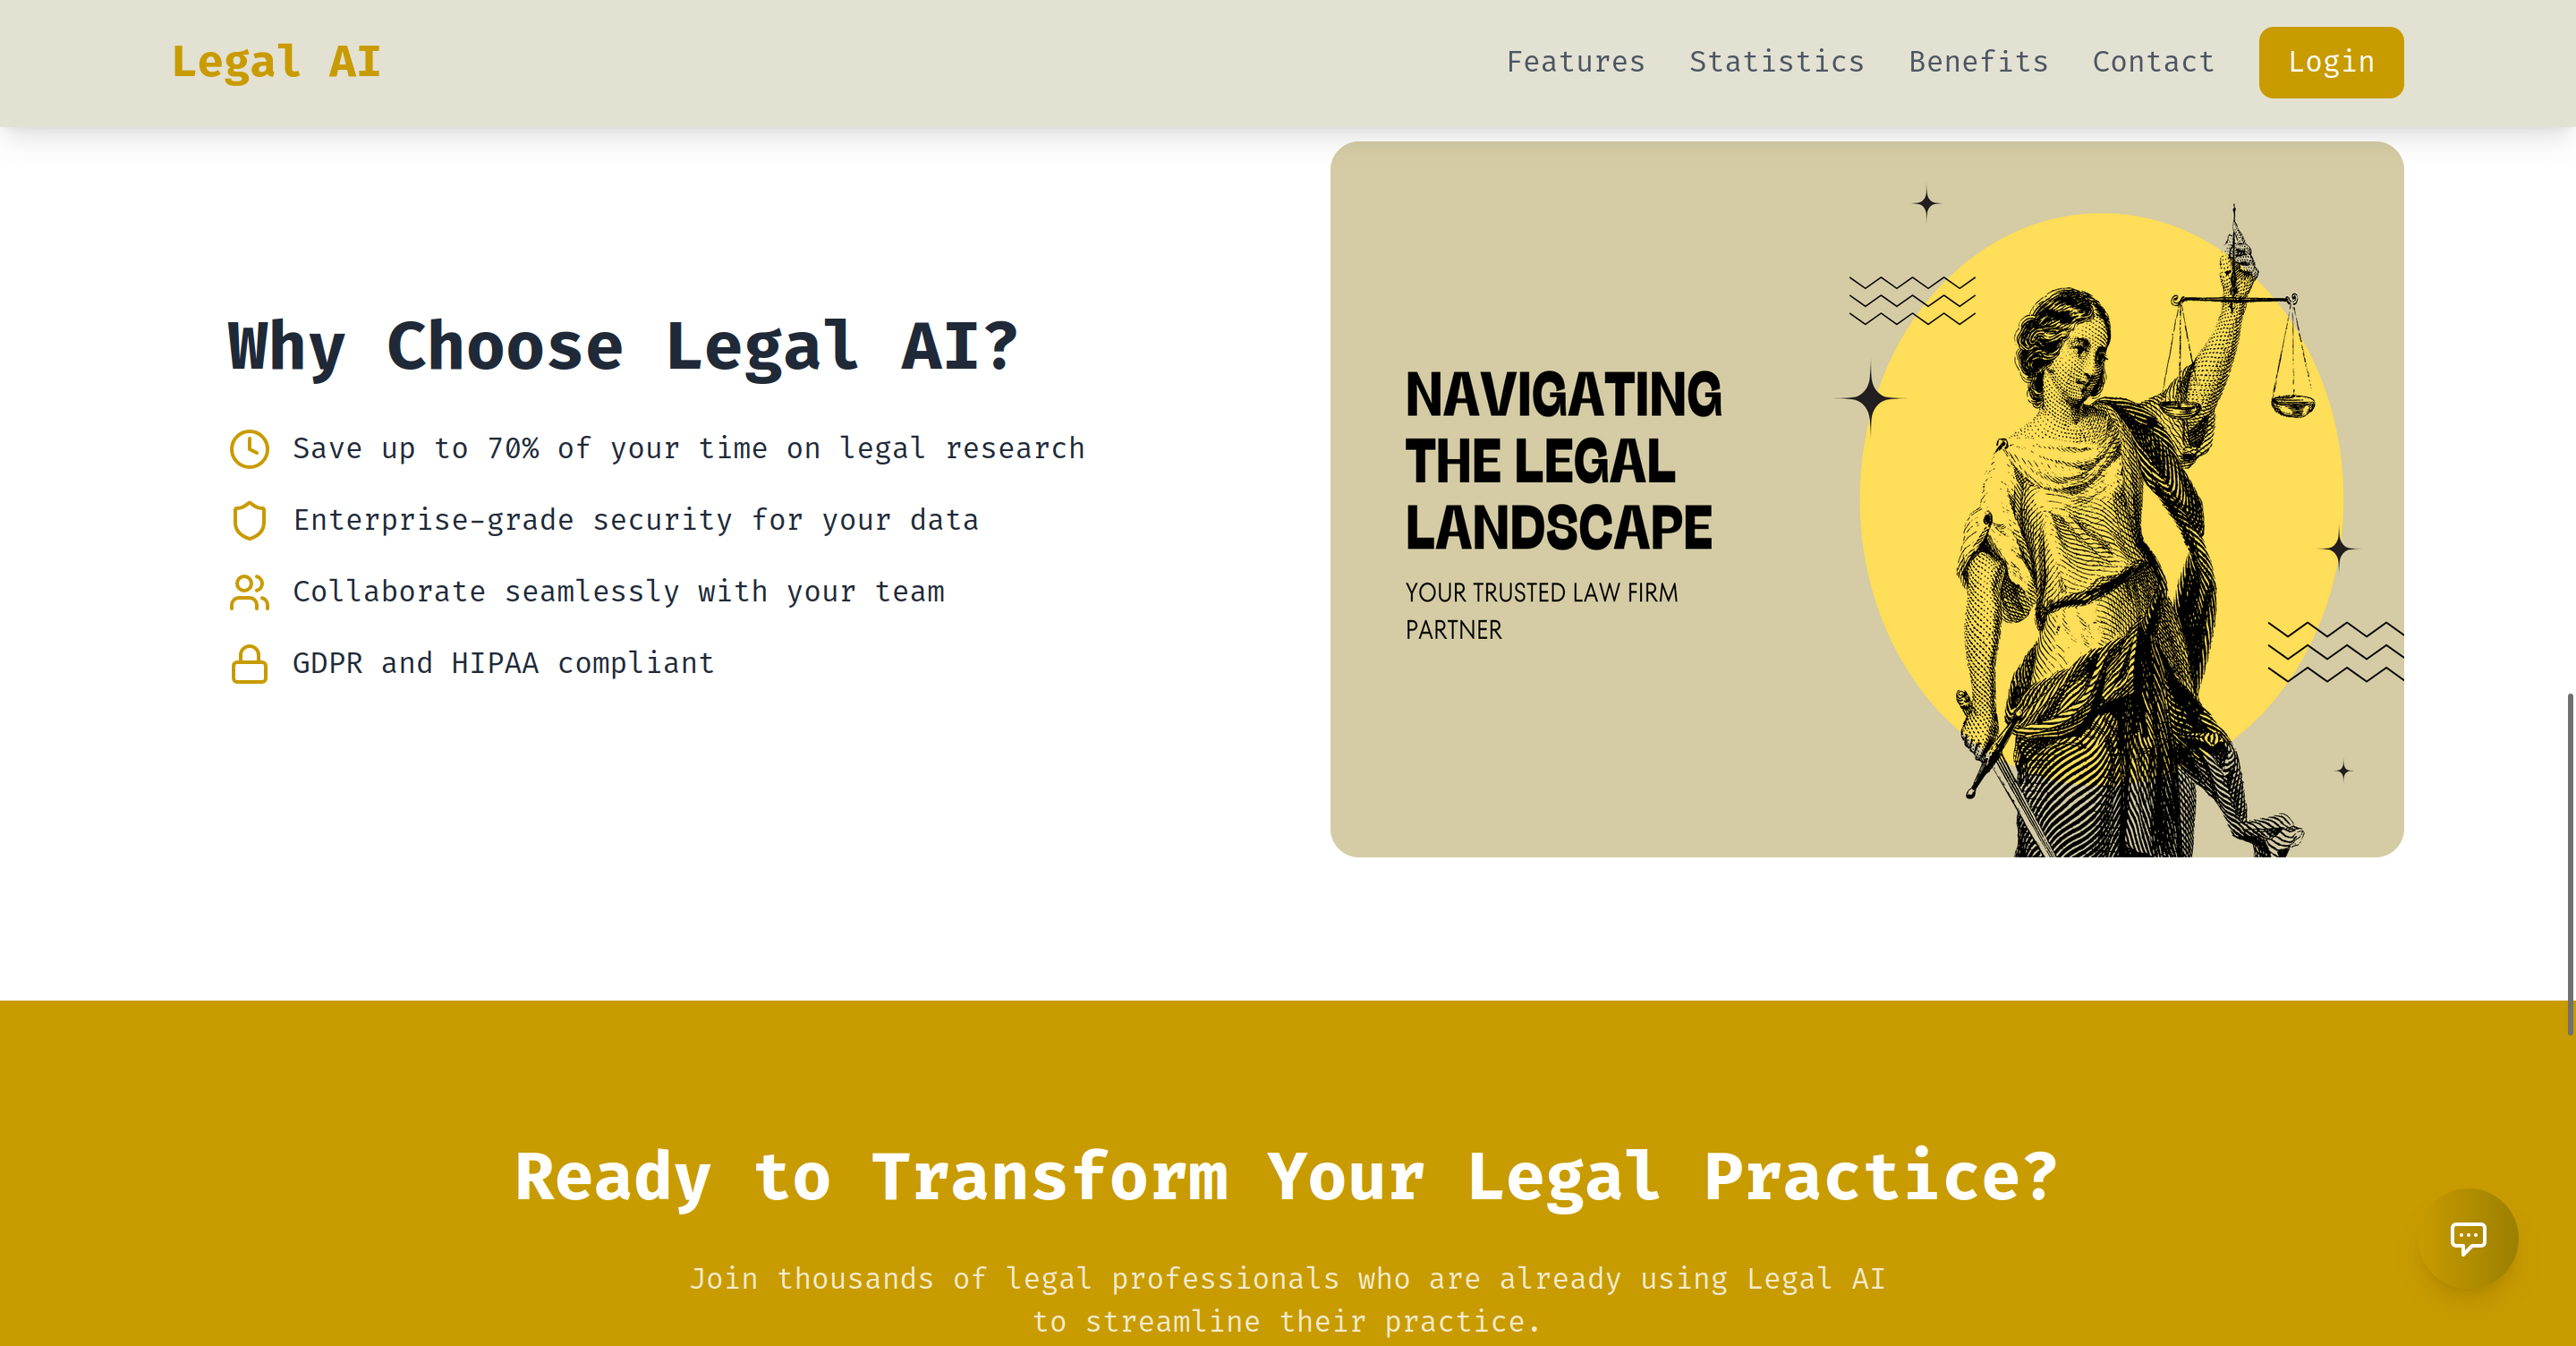 Legal AI
Features
Statistics
Benefits
Contact
Login
Why Choose Legal AI?
Save up to 70% of your time on legal research
Enterprise-grade security for your data
Collaborate seamlessly with your team
GDPR and HIPAA compliant
NAVIGATING
THE LEGAL
LANDSCAPE
YOUR TRUSTED LAW FIRM
PARTNER
Ready to Transform Your Legal Practice?
Join thousands of legal professionals who are already using Legal AI
to streamline their practice.